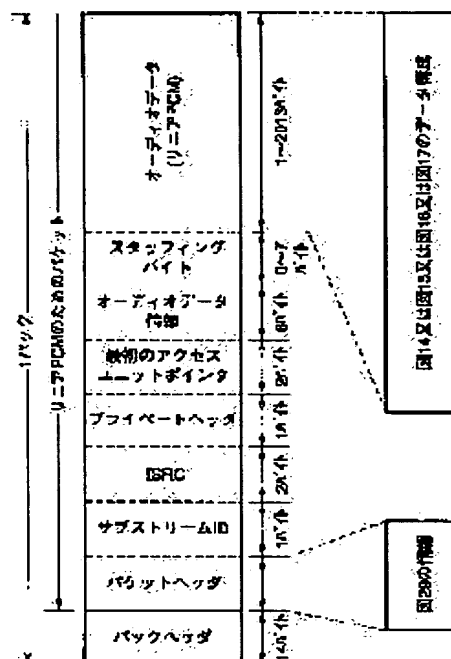 1パック
リニアPCMのためのパケット
オーディオデータ
(リニアPCM)
1〜2013バイト
スタッフィング
バイト
0〜7
バイト
オーディオデータ
情報
6バイト
最初のアクセス
ユニットポインタ
2バイト
プライベートヘッダ
1バイト
ISRC
2バイト
サブストリームID
1バイト
パケットヘッダ
パックヘッダ
14バイト
図14又は図15又は図16又は図17のデータ構成
図29の情報